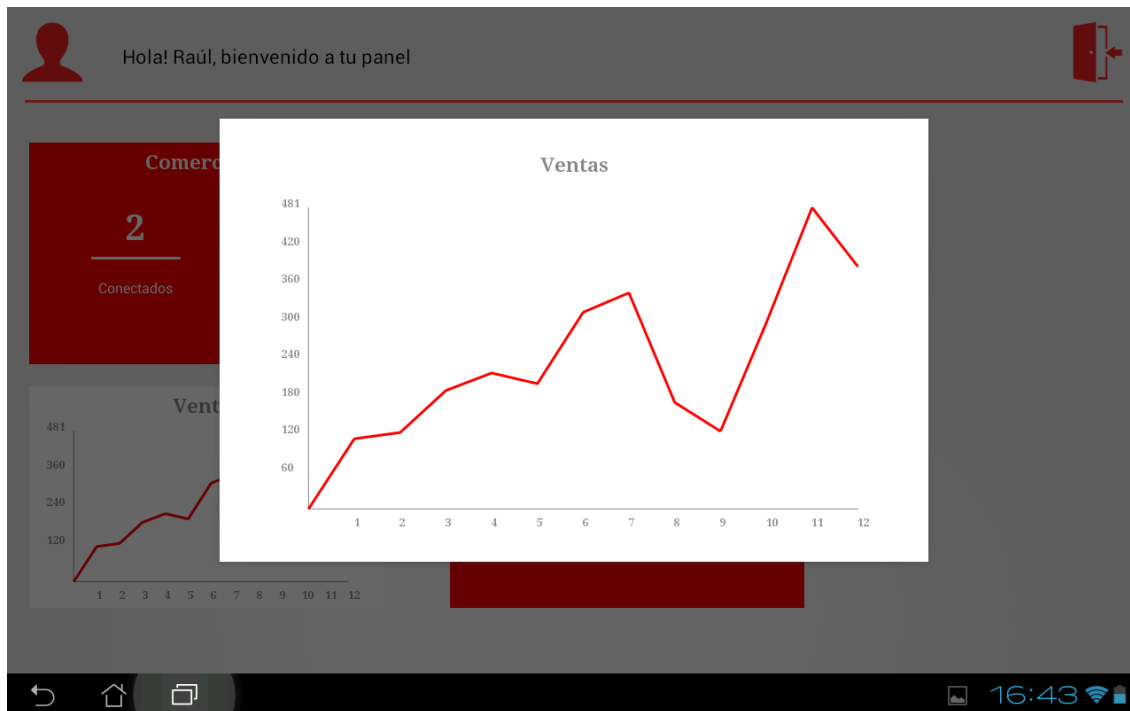 Hola! Raúl, bienvenido a tu panel
Comerc
2
Conectados
Ventas
481
420
360
300
240
180
120
60
1 2 3 4 5 6 7 8 9 10 11 12
Vent
481
360
240
120
1 2 3 4 5 6 7 8 9 10 11 12
16:43